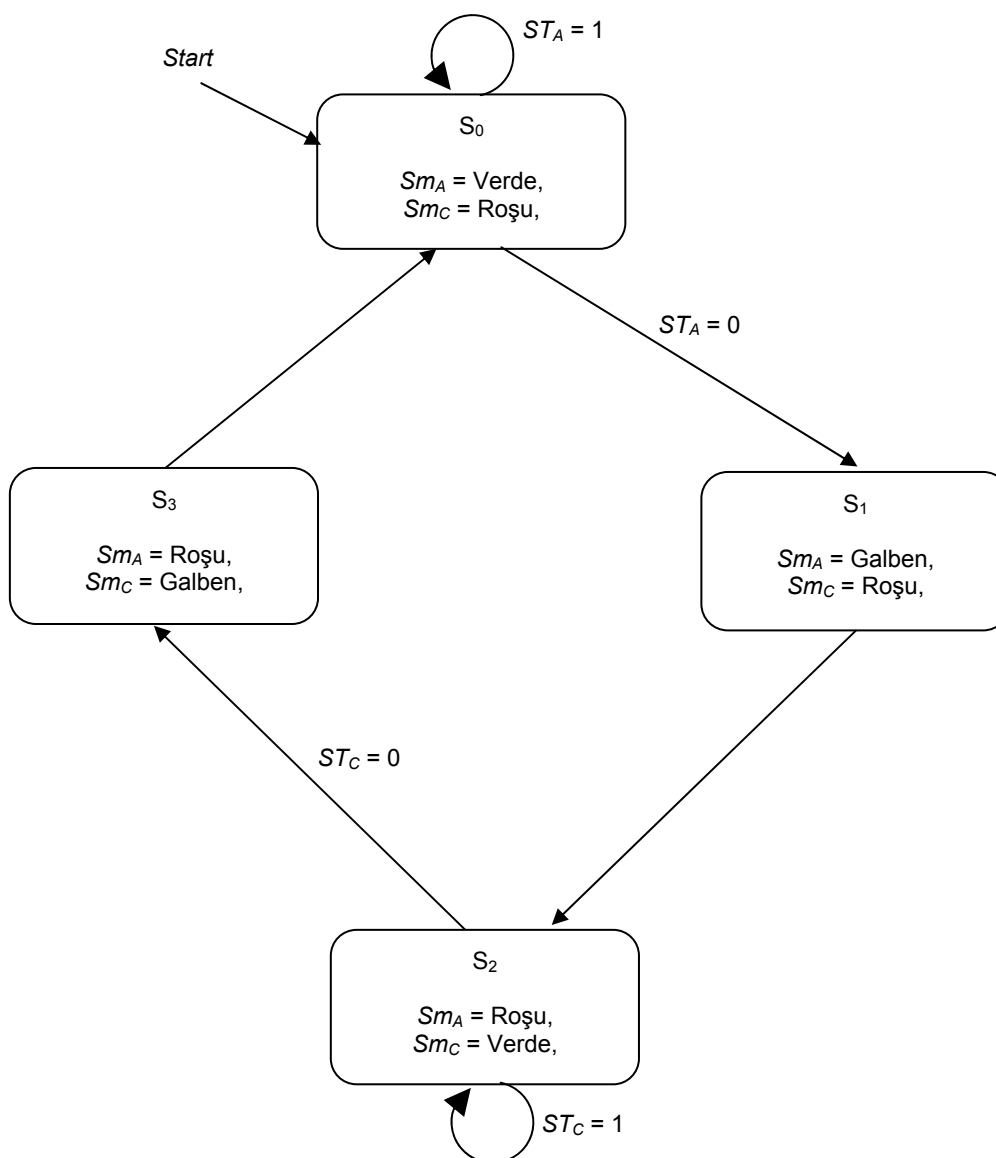 ST_A = 1
Start
S₀
Sm_A = Verde,
Sm_C = Roşu,
ST_A = 0
S₃
Sm_A = Roşu,
Sm_C = Galben,
S₁
Sm_A = Galben,
Sm_C = Roşu,
ST_C = 0
S₂
Sm_A = Roşu,
Sm_C = Verde,
ST_C = 1